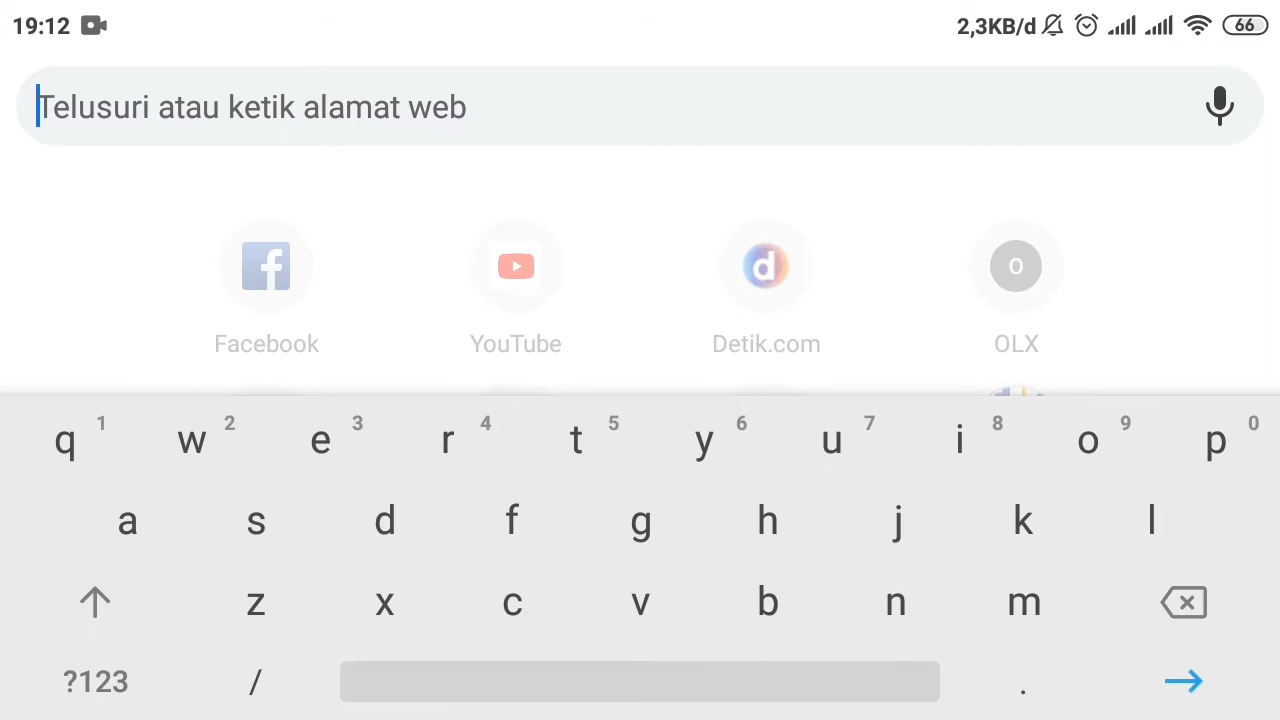 19:12 2,3KB/d 66
Telusuri atau ketik alamat web
d O
Facebook YouTube Detik.com OLX
q 1 w 2 e 3 r 4 t 5 y 6 u 7 i 8 o 9 p 0
a s d f g h j k l
z x c v b n m
?123 / .